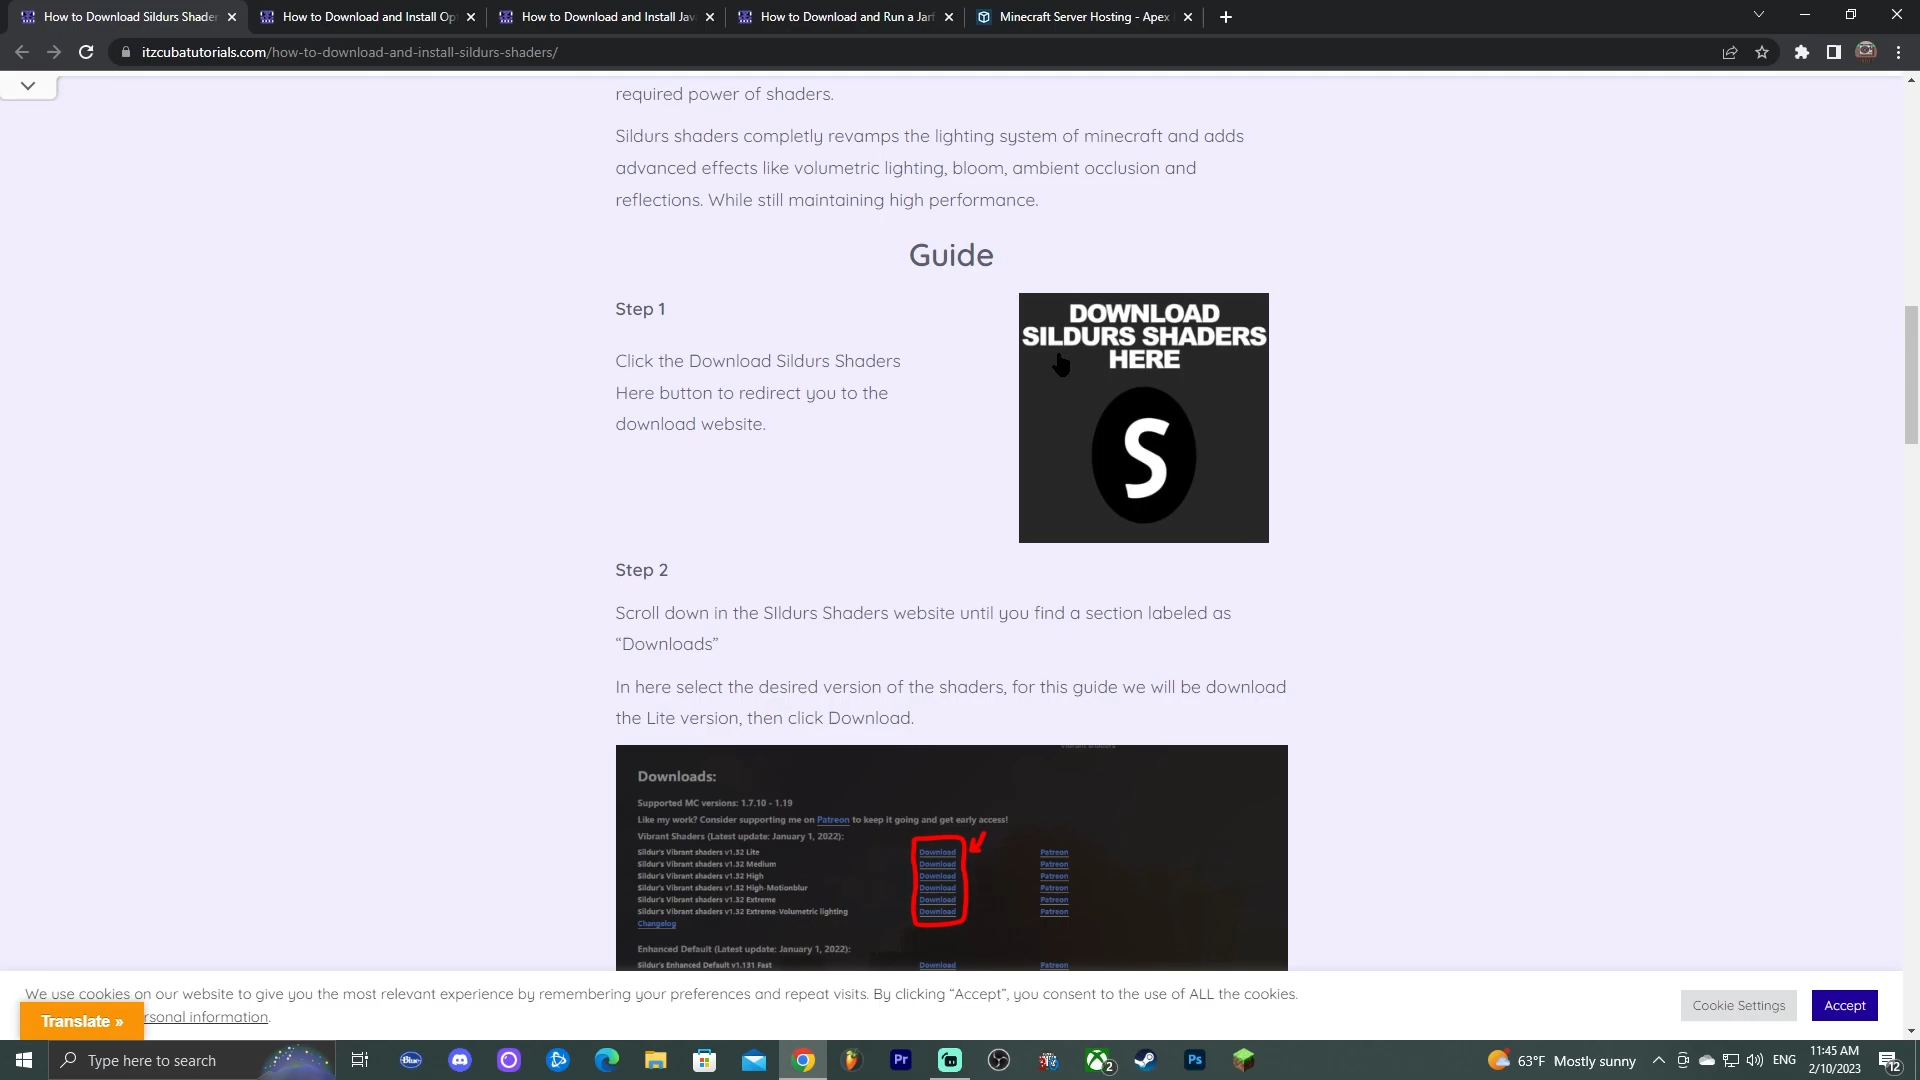 How to Download Sildurs Shader
How to Download and Install Op
How to Download and Install Jav
How to Download and Run a Jarf
Minecraft Server Hosting - Apex
itzcubatutorials.com/how-to-download-and-install-sildurs-shaders/
required power of shaders.
Sildurs shaders completly revamps the lighting system of minecraft and adds
advanced effects like volumetric lighting, bloom, ambient occlusion and
reflections. While still maintaining high performance.
Guide
Step 1
Click the Download Sildurs Shaders
Here button to redirect you to the
download website.
DOWNLOAD
SILDURS SHADERS
HERE
S
Step 2
Scroll down in the SIldurs Shaders website until you find a section labeled as
“Downloads”
In here select the desired version of the shaders, for this guide we will be download
the Lite version, then click Download.
Downloads:
Supported MC versions: 1.7.10 - 1.19
Like my work? Consider supporting me on Patreon to keep it going and get early access!
Vibrant Shaders (Latest update: January 1, 2022):
Sildur's Vibrant shaders v1.32 Lite Download Patreon
Sildur's Vibrant shaders v1.32 Medium Download Patreon
Sildur's Vibrant shaders v1.32 High Download Patreon
Sildur's Vibrant shaders v1.32 High-Motionblur Download Patreon
Sildur's Vibrant shaders v1.32 Extreme Download Patreon
Sildur's Vibrant shaders v1.32 Extreme-Volumetric lighting Download Patreon
Changelog
Enhanced Default (Latest update: January 1, 2022):
Sildur's Enhanced Default v1.131 Fast Download Patreon
We use cookies on our website to give you the most relevant experience by remembering your preferences and repeat visits. By clicking “Accept”, you consent to the use of ALL the cookies.
rsonal information.
Cookie Settings
Accept
Translate »
Type here to search
Blue
Pr
2
Ps
63°F Mostly sunny
ENG
11:45 AM
2/10/2023
12